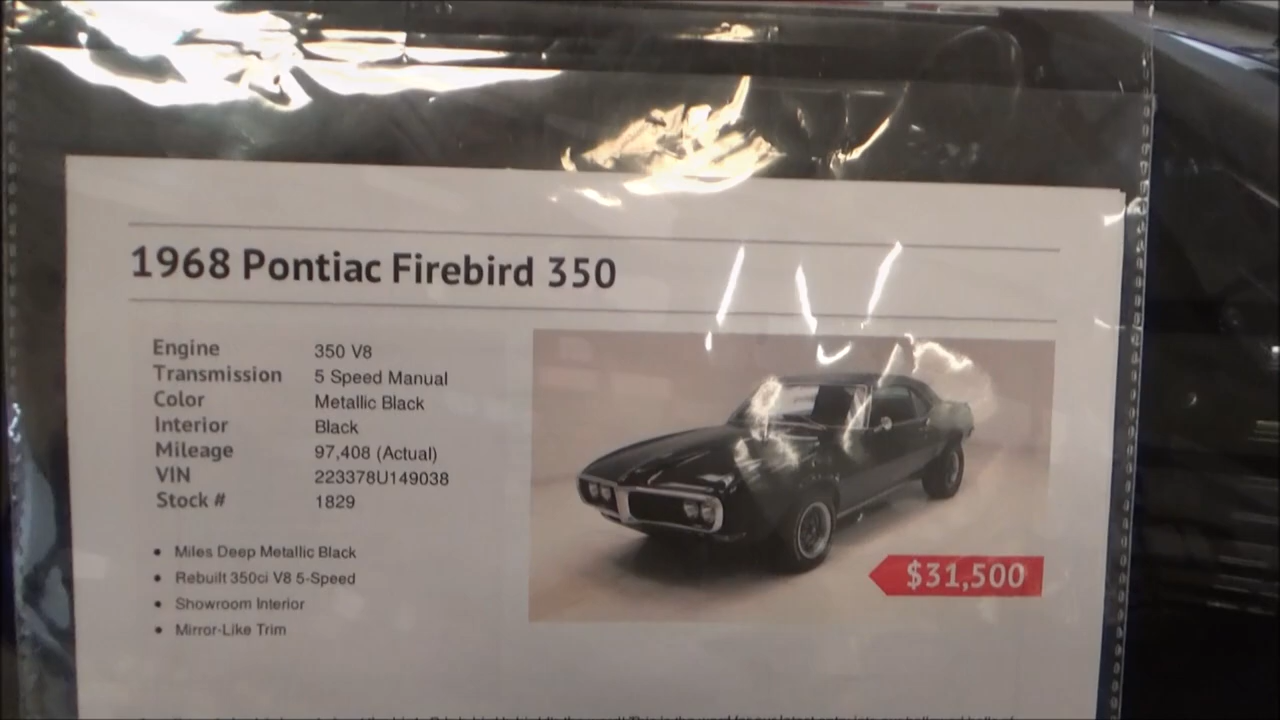 1968 Pontiac Firebird 350
Engine 350 V8
Transmission 5 Speed Manual
Color Metallic Black
Interior Black
Mileage 97,408 (Actual)
VIN 223378U149038
Stock # 1829
• Miles Deep Metallic Black
• Rebuilt 350ci V8 5-Speed
• Showroom Interior
• Mirror-Like Trim
$31,500